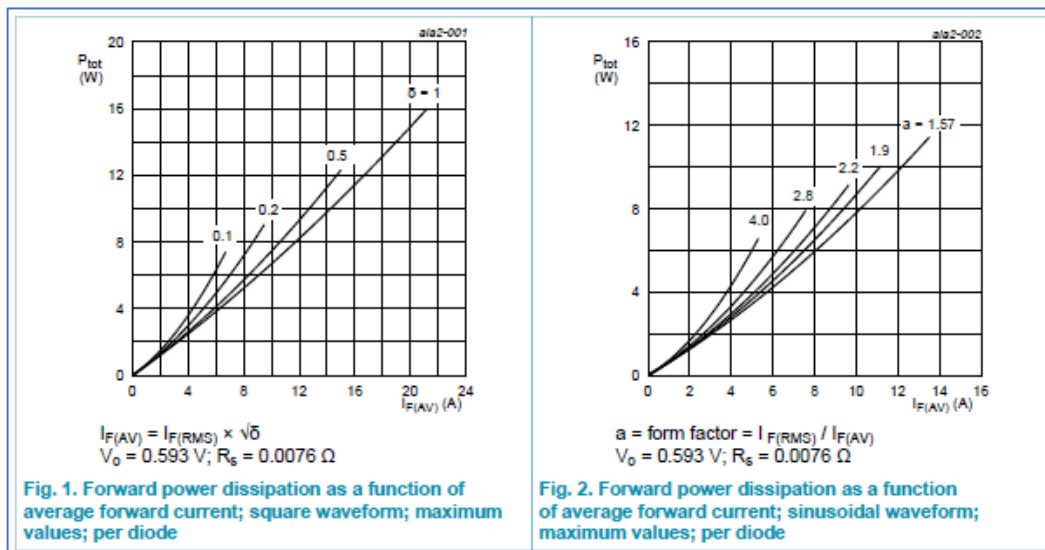 ala2-001
20
Ptot
(W)
δ = 1
16
0.5
12
0.2
0.1
8
4
0
0 4 8 12 16 20 24
IF(AV) (A)
IF(AV) = IF(RMS) × √δ
Vo = 0.593 V; Rs = 0.0076 Ω
Fig. 1. Forward power dissipation as a function of
average forward current; square waveform; maximum
values; per diode
ala2-002
16
Ptot
(W)
12
a = 1.57
1.9
2.2
2.8
8
4.0
4
0
0 2 4 6 8 10 12 14 16
IF(AV) (A)
a = form factor = I F(RMS) / IF(AV)
Vo = 0.593 V; Rs = 0.0076 Ω
Fig. 2. Forward power dissipation as a function
of average forward current; sinusoidal waveform;
maximum values; per diode